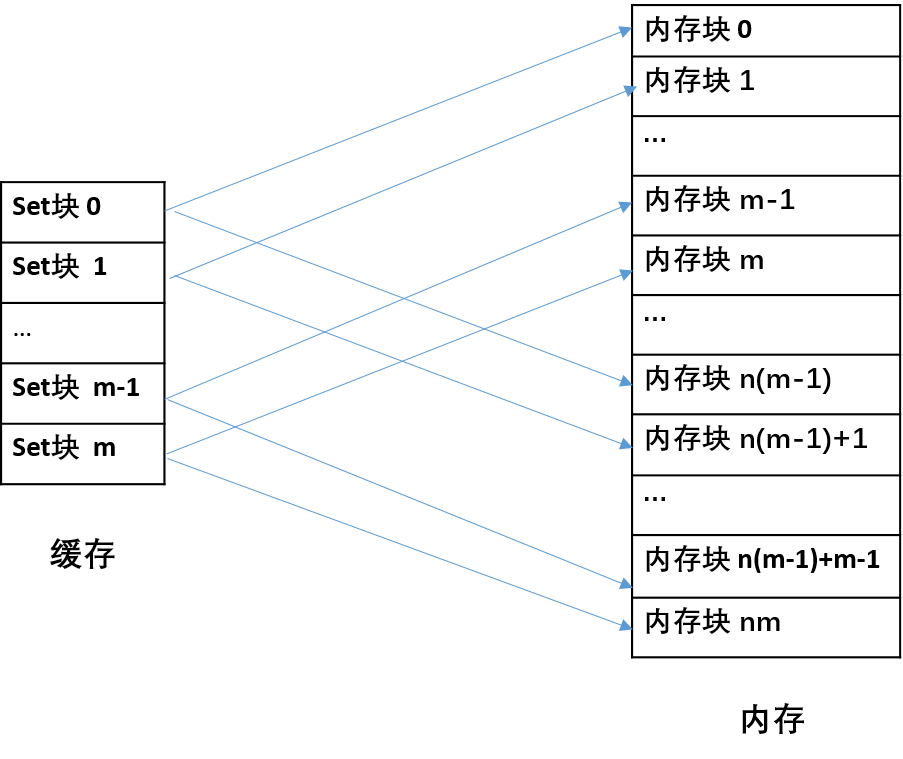 Set块 0
Set块 1
...
Set块 m-1
Set块 m
缓存
内存块 0
内存块 1
...
内存块 m-1
内存块 m
...
内存块 n(m-1)
内存块 n(m-1)+1
...
内存块 n(m-1)+m-1
内存块 nm
内存